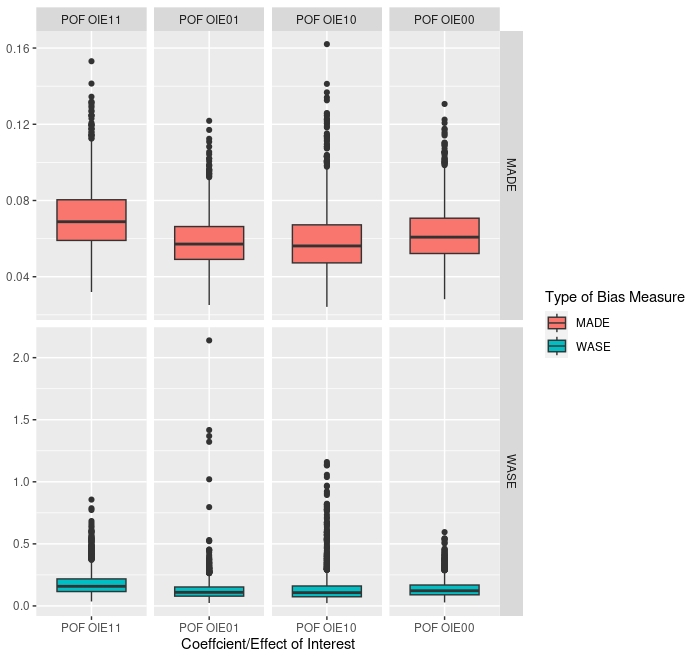 POF OIE11 POF OIE01 POF OIE10 POF OIE00
0.16
0.12
0.08
0.04
MADE
2.0
1.5
1.0
0.5
0.0
WASE
POF OIE11 POF OIE01 POF OIE10 POF OIE00
Coeffcient/Effect of Interest
Type of Bias Measure
MADE
WASE